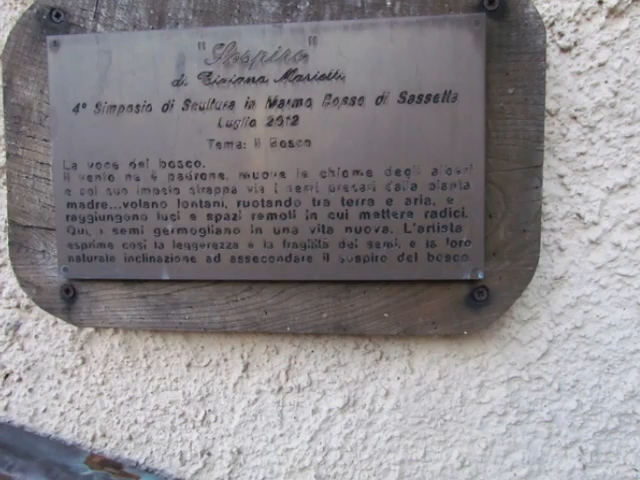 "Sospiro"
di Tiziana Mariotti
4° Simposio di Scultura in Marmo Rosso di Sassetta
Luglio 2012
Tema: Il Bosco
La voce del bosco.
Il vento ne è padrone, muove le chiome degli alberi
e col suo impeto strappa via i semi precari dalla pianta
madre...volano lontani, ruotando tra terra e aria, e
raggiungono luci e spazi remoti in cui mettere radici.
Qui, i semi germogliano in una vita nuova. L'artista
esprime così la leggerezza e la fragilità dei semi, e la loro
naturale inclinazione ad assecondare il sospiro del bosco